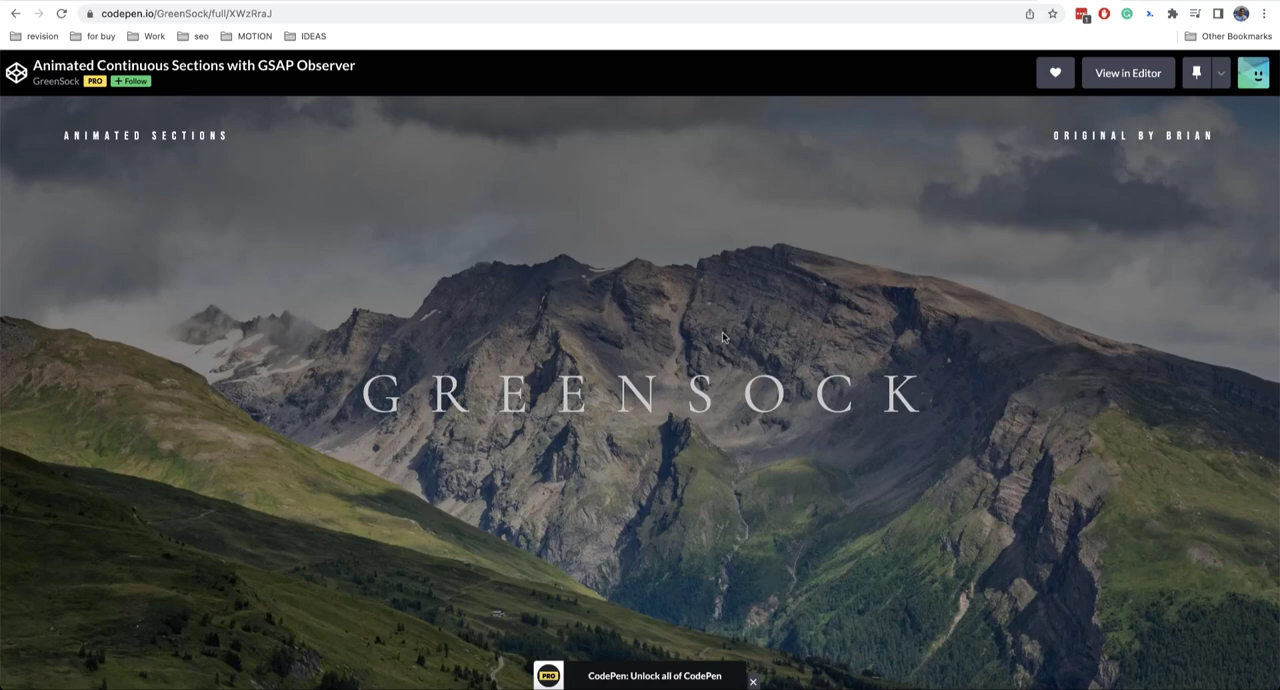 codepen.io/GreenSock/full/XWzRraJ
1
revision for buy Work seo MOTION IDEAS Other Bookmarks
Animated Continuous Sections with GSAP Observer
GreenSock PRO + Follow
View in Editor
ANIMATED SECTIONS
ORIGINAL BY BRIAN
GREENSOCK
PRO CodePen: Unlock all of CodePen